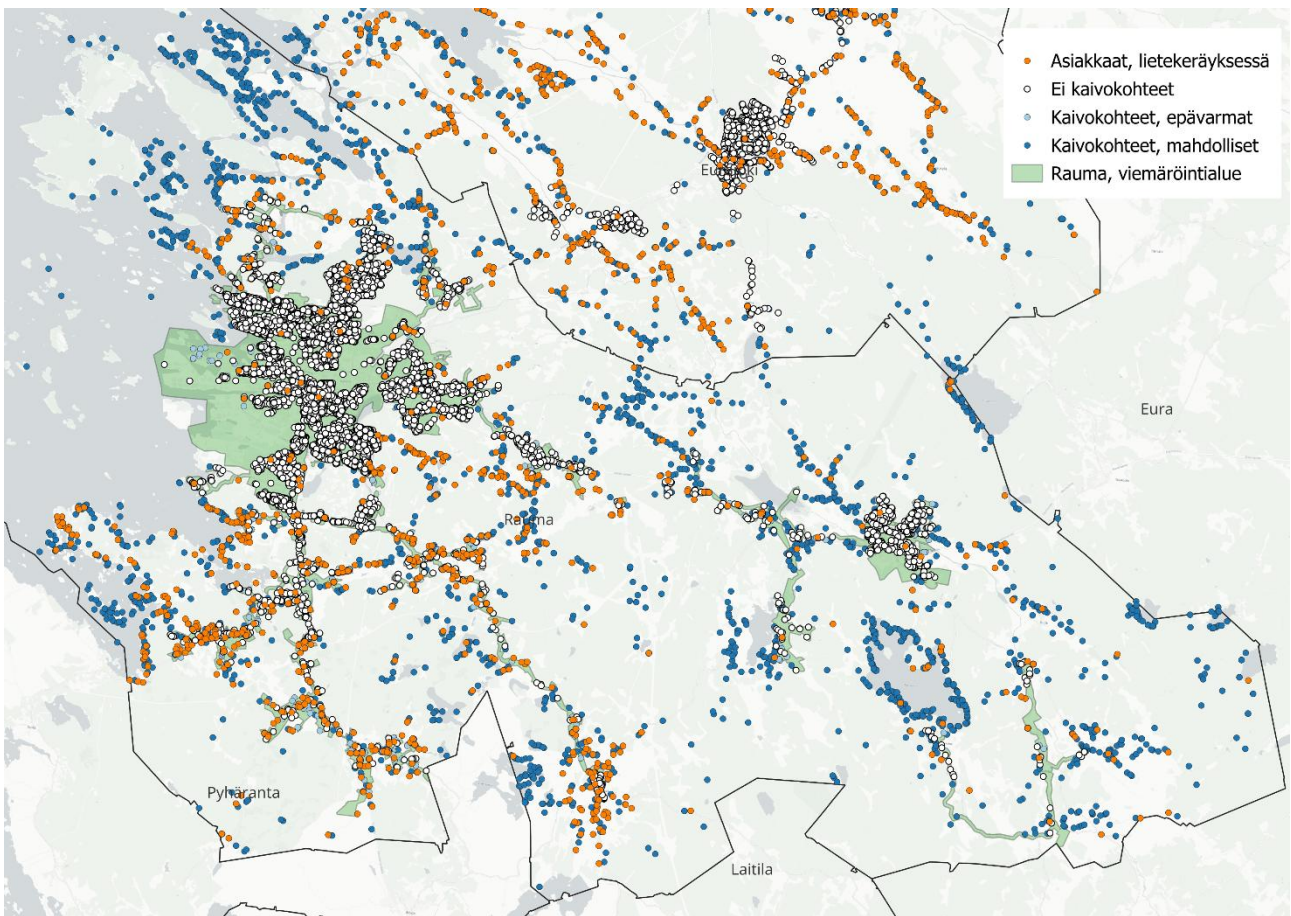 Asiakkaat, lietekeräyksessä
Ei kaivokohteet
Kaivokohteet, epävarmat
Kaivokohteet, mahdolliset
Rauma, viemäröintialue
Eura
Rauma
Pyhäranta
Laitila